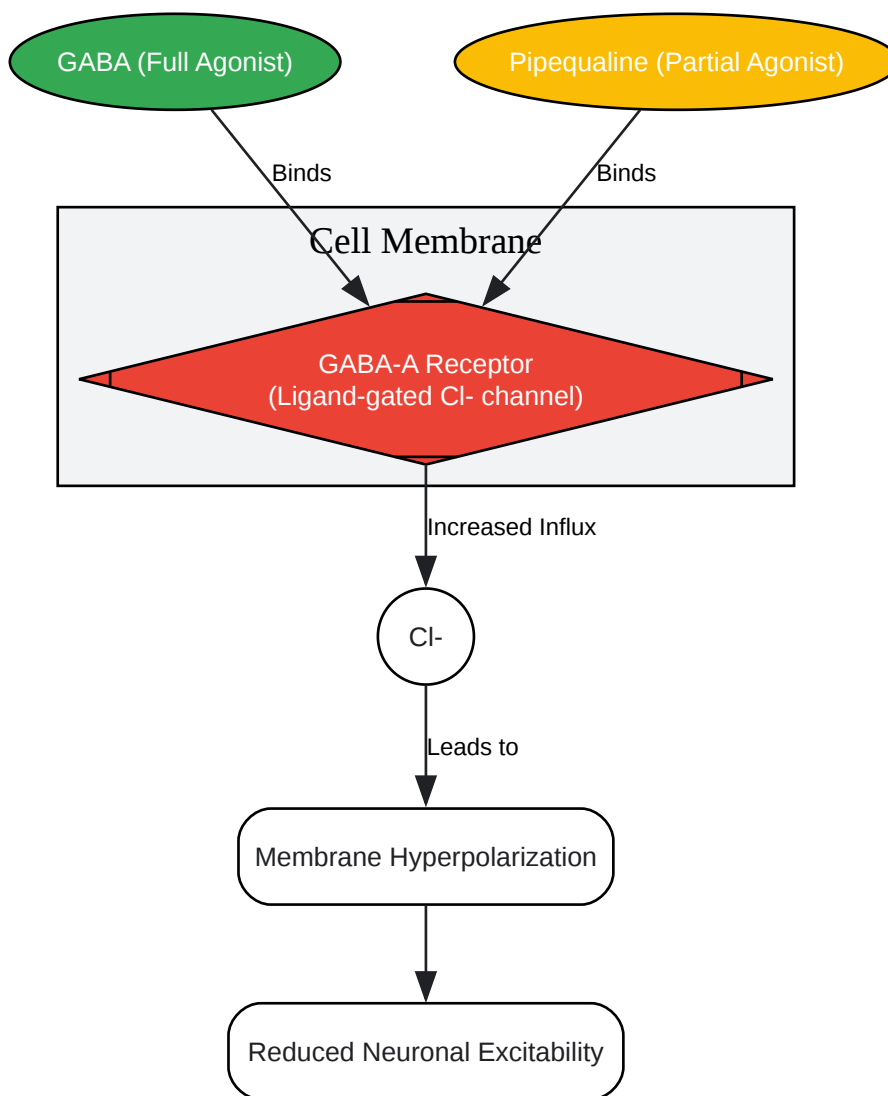 GABA (Full Agonist)
Pipequaline (Partial Agonist)
Binds
Binds
Cell Membrane
GABA-A Receptor
(Ligand-gated Cl- channel)
Increased Influx
Cl-
Leads to
Membrane Hyperpolarization
Reduced Neuronal Excitability